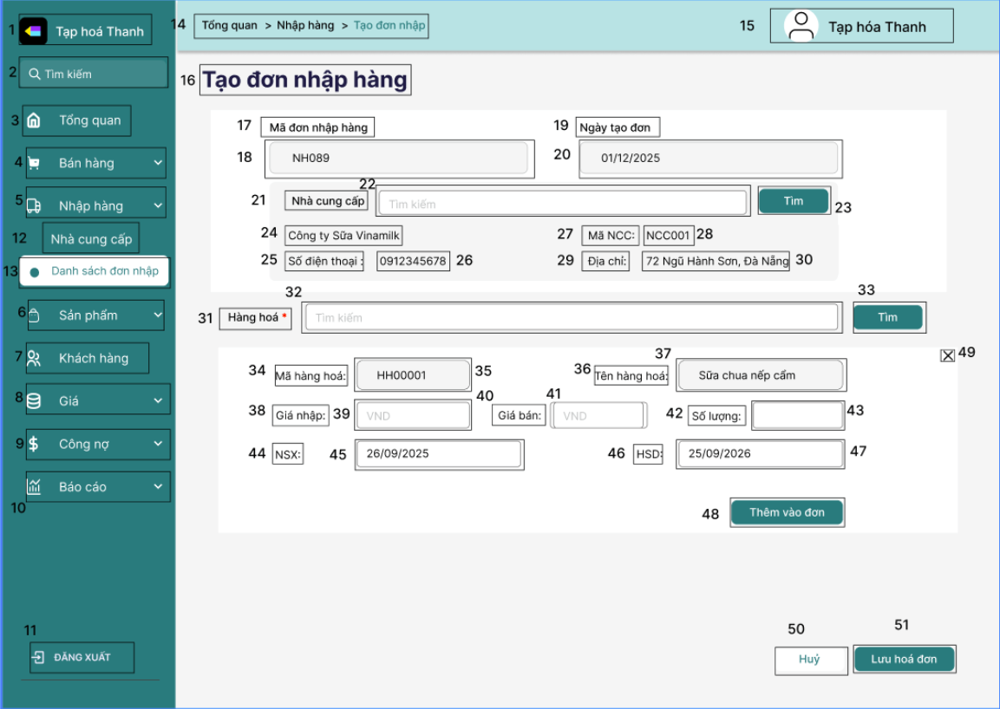 1 Tạp hoá Thanh
14 Tổng quan > Nhập hàng > Tạo đơn nhập
15 Tạp hóa Thanh
2 Tìm kiếm
3 Tổng quan
4 Bán hàng
5 Nhập hàng
12 Nhà cung cấp
13 Danh sách đơn nhập
6 Sản phẩm
7 Khách hàng
8 Giá
9 Công nợ
10 Báo cáo
11
ĐĂNG XUẤT
16 Tạo đơn nhập hàng
17 Mã đơn nhập hàng 19 Ngày tạo đơn
18 NH089 20 01/12/2025
21 Nhà cung cấp 22 Tìm kiếm Tìm 23
24 Công ty Sữa Vinamilk 27 Mã NCC: NCC001 28
25 Số điện thoại : 0912345678 26 29 Địa chỉ: 72 Ngũ Hành Sơn, Đà Nẵng 30
32 33
31 Hàng hoá * Tìm kiếm Tìm
49
34 Mã hàng hoá: HH00001 35 36 Tên hàng hoá: 37 Sữa chua nếp cẩm
38 Giá nhập: 39 VND 40 Giá bán: 41 VND 42 Số lượng: 43
44 NSX: 45 26/09/2025 46 HSD: 25/09/2026 47
48 Thêm vào đơn
50 51
Huỷ Lưu hoá đơn